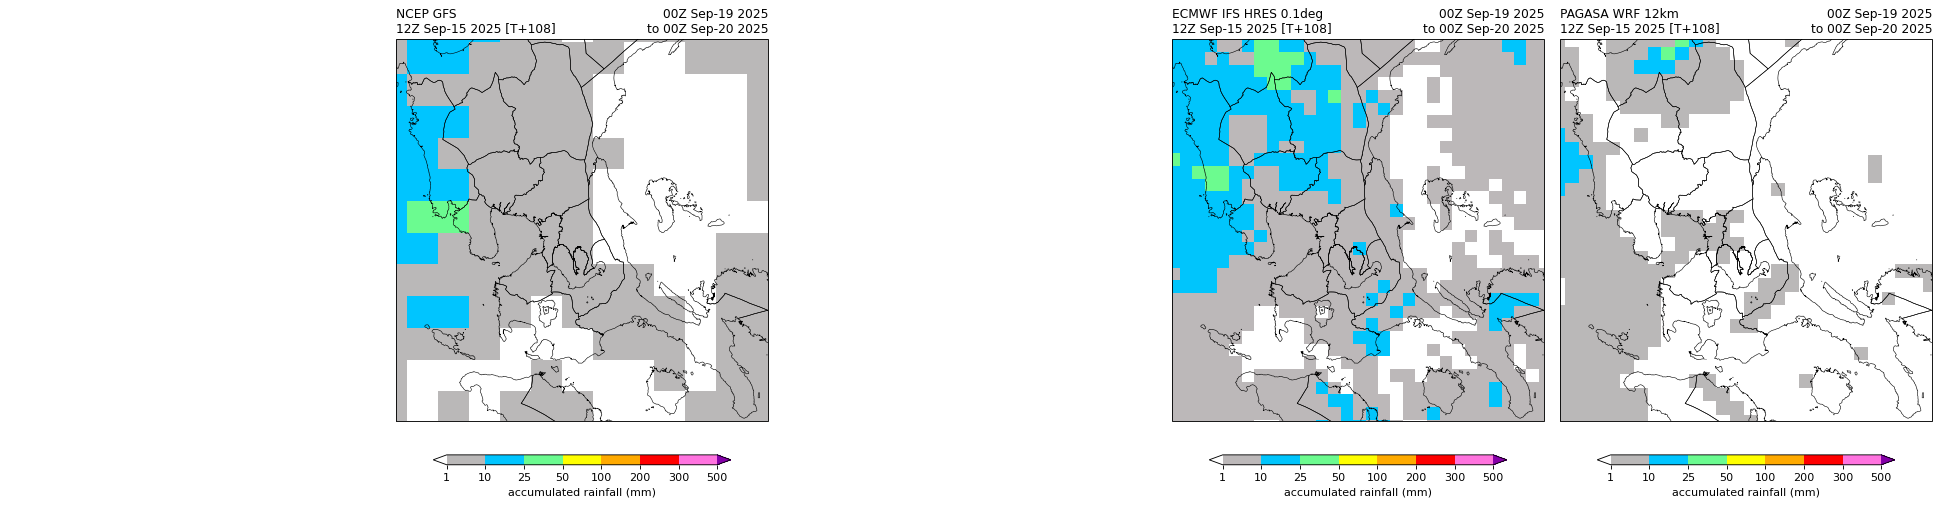 NCEP GFS 00Z Sep-19 2025
12Z Sep-15 2025 [T+108] to 00Z Sep-20 2025
1 10 25 50 100 200 300 500
accumulated rainfall (mm)
ECMWF IFS HRES 0.1deg 00Z Sep-19 2025
12Z Sep-15 2025 [T+108] to 00Z Sep-20 2025
1 10 25 50 100 200 300 500
accumulated rainfall (mm)
PAGASA WRF 12km 00Z Sep-19 2025
12Z Sep-15 2025 [T+108] to 00Z Sep-20 2025
1 10 25 50 100 200 300 500
accumulated rainfall (mm)